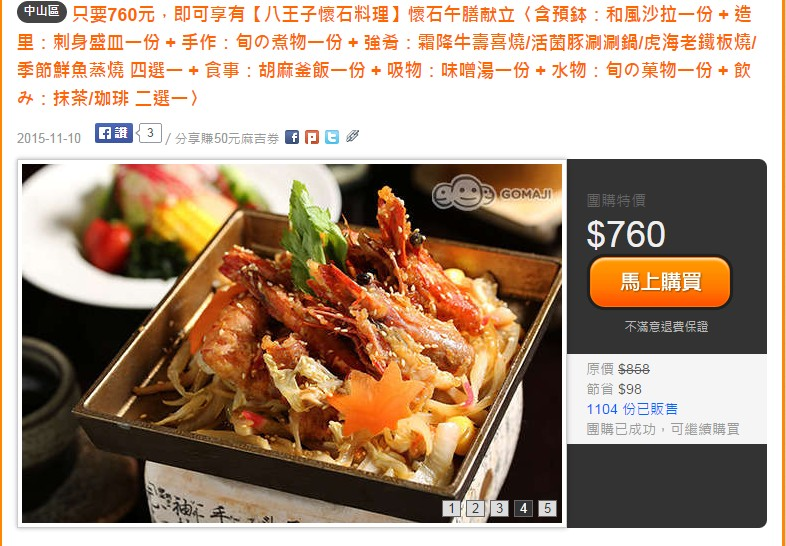 中山區 只要760元，即可享有【八王子懷石料理】懷石午膳献立〈含預鉢：和風沙拉一份 + 造
里：刺身盛皿一份 + 手作：旬の煮物一份 + 強肴：霜降牛壽喜燒/活菌豚涮涮鍋/虎海老鐵板燒/
季節鮮魚蒸燒 四選一 + 食事：胡麻釜飯一份 + 吸物：味噌湯一份 + 水物：旬の菓物一份 + 飲
み：抹茶/珈琲 二選一〉
2015-11-10 讚 3 / 分享賺50元麻吉券
GOMAJI
團購特價
$760
馬上購買
不滿意退費保證
原價 $858
節省 $98
1104 份已販售
團購已成功，可繼續購買
袖 手
1 2 3 4 5